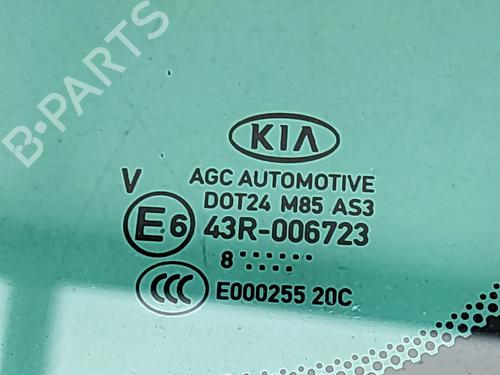 B-PARTS
KIA
V AGC AUTOMOTIVE
DOT24 M85 AS3
E6 43R-006723
8
CCC E000255 20C